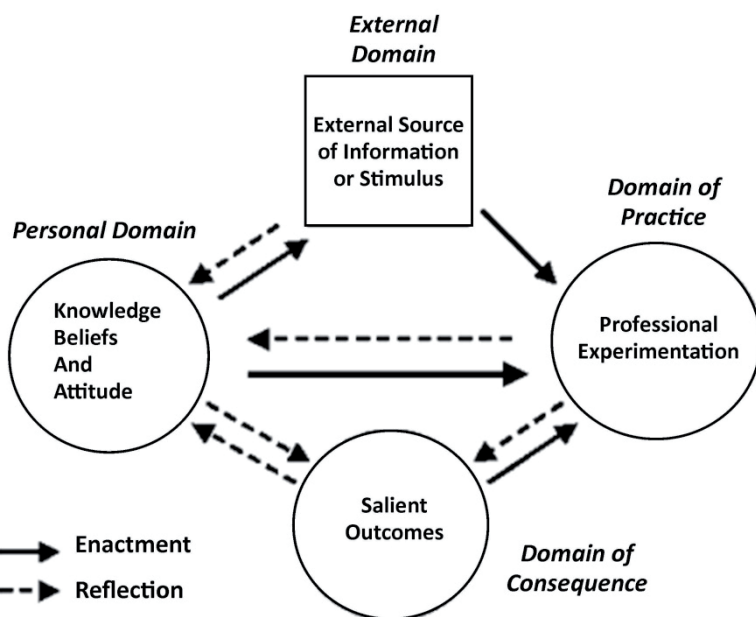 External
Domain
External Source
of Information
or Stimulus
Domain of
Practice
Personal Domain
Knowledge
Beliefs
And
Attitude
Professional
Experimentation
Salient
Outcomes
Enactment
Reflection
Domain of
Consequence